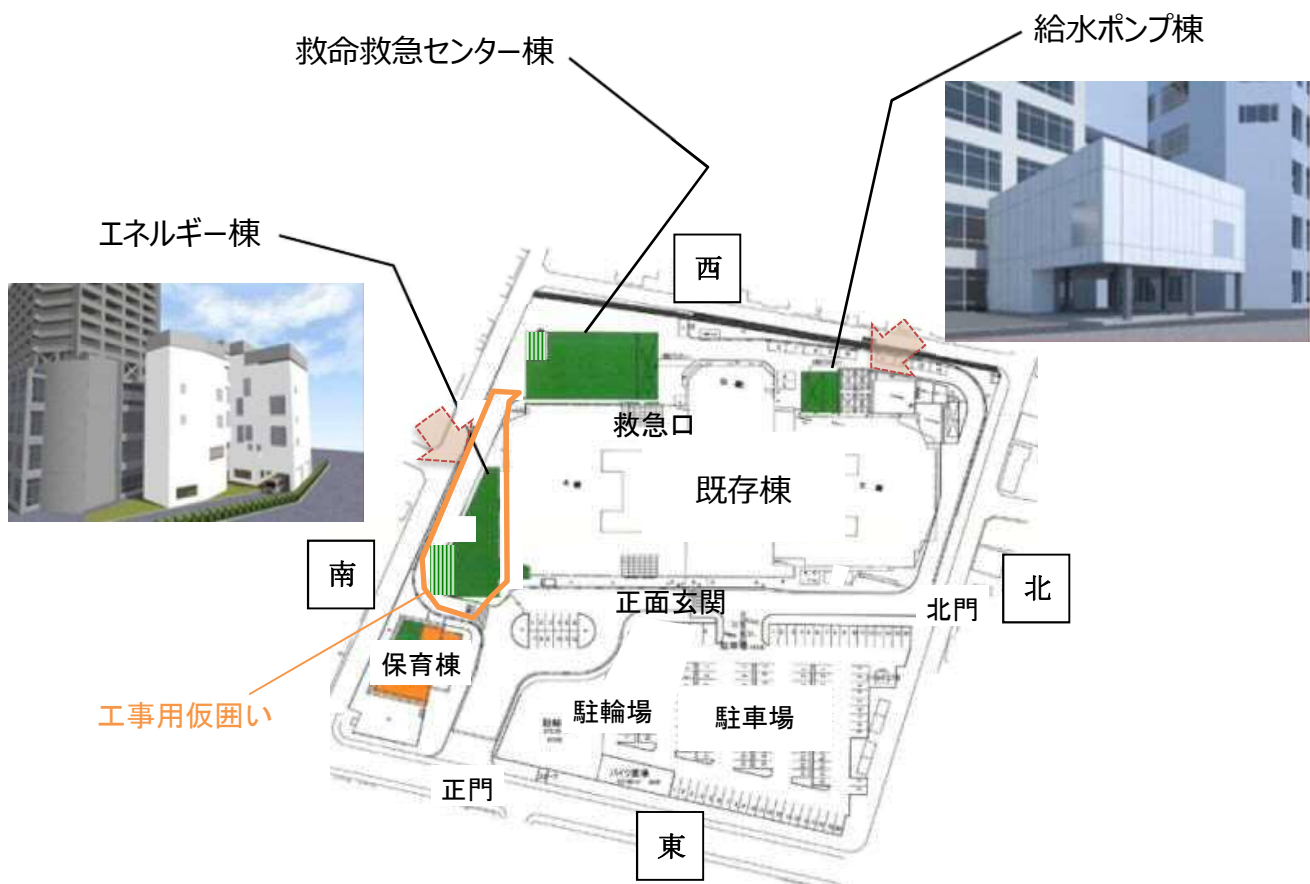 救命救急センター棟
給水ポンプ棟
エネルギー棟
西
救急口
既存棟
南
北
正面玄関
北門
保育棟
工事用仮囲い
駐輪場
駐車場
正門
東